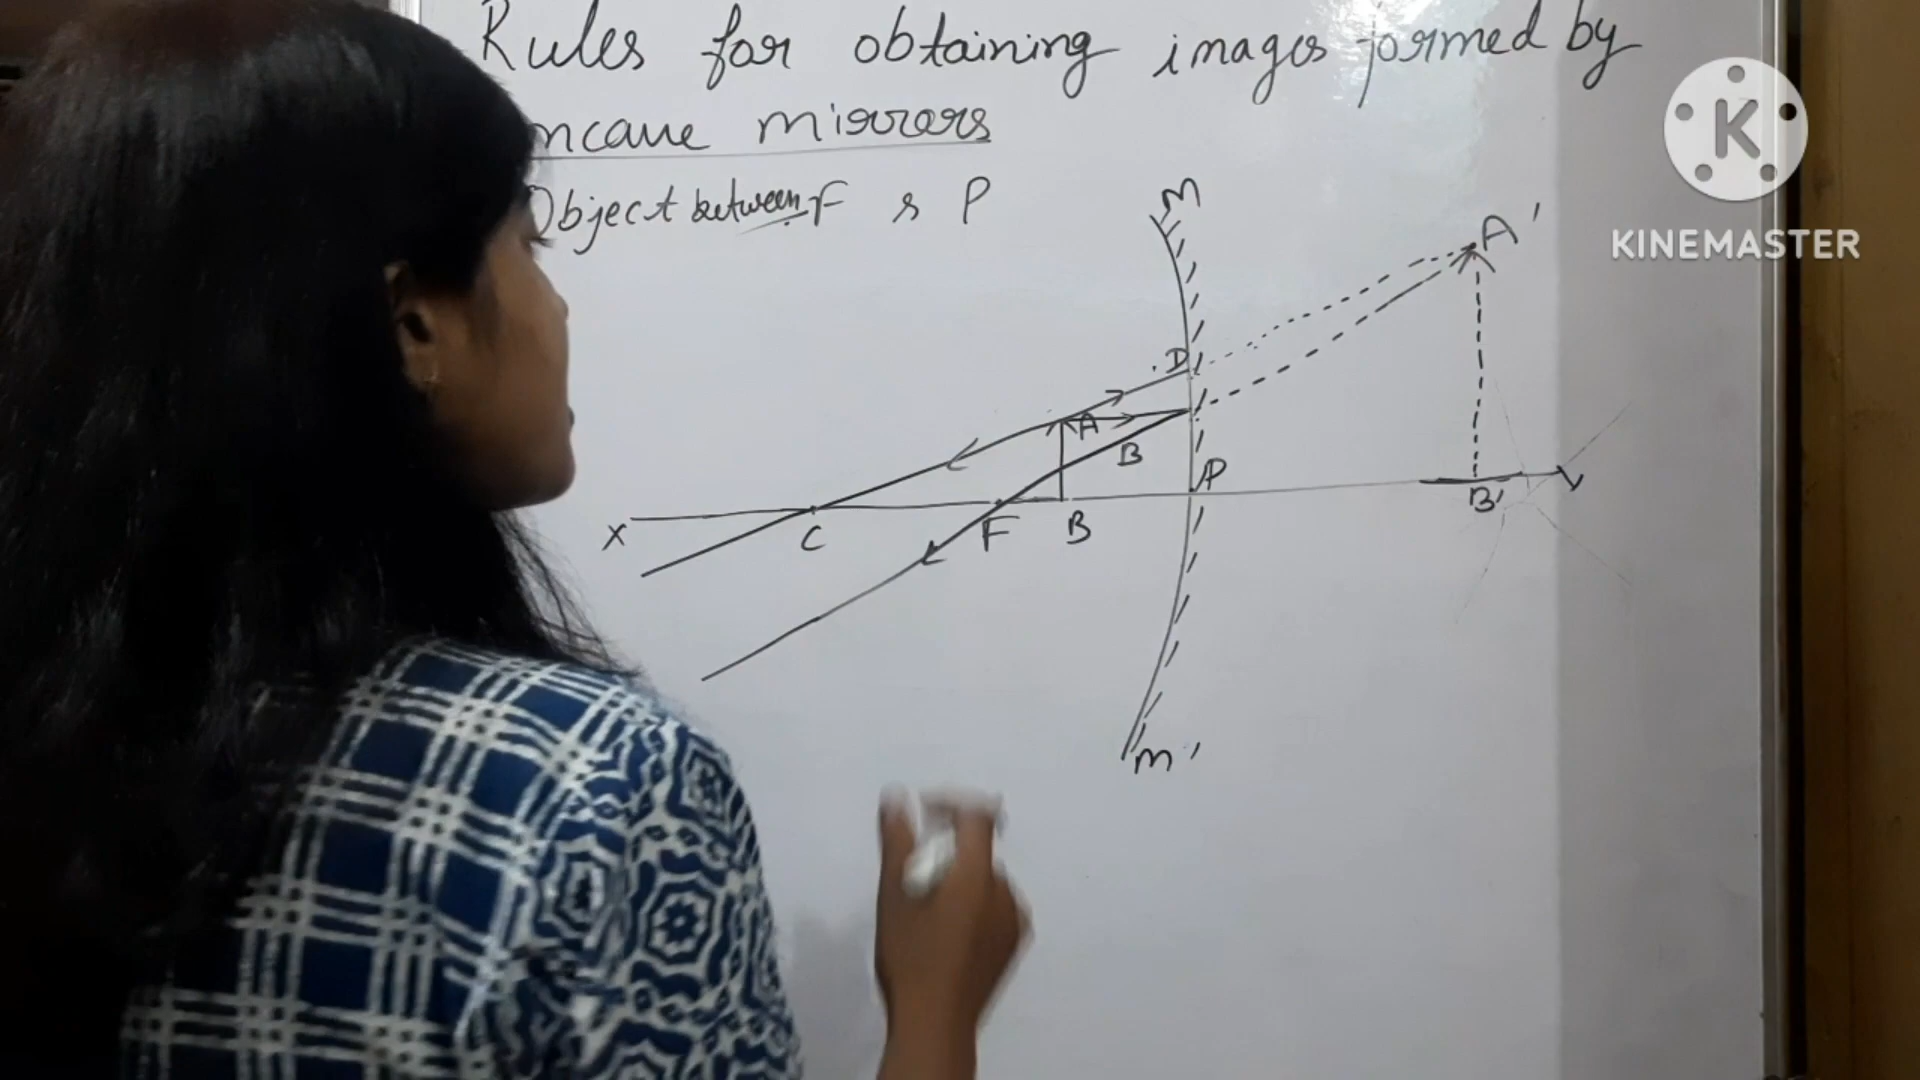 Rules for obtaining images formed by
ncave mirrors
Object between F & P
M
A'
D
A
B
P
X
C
F
B
B'
M'
K
KINEMASTER